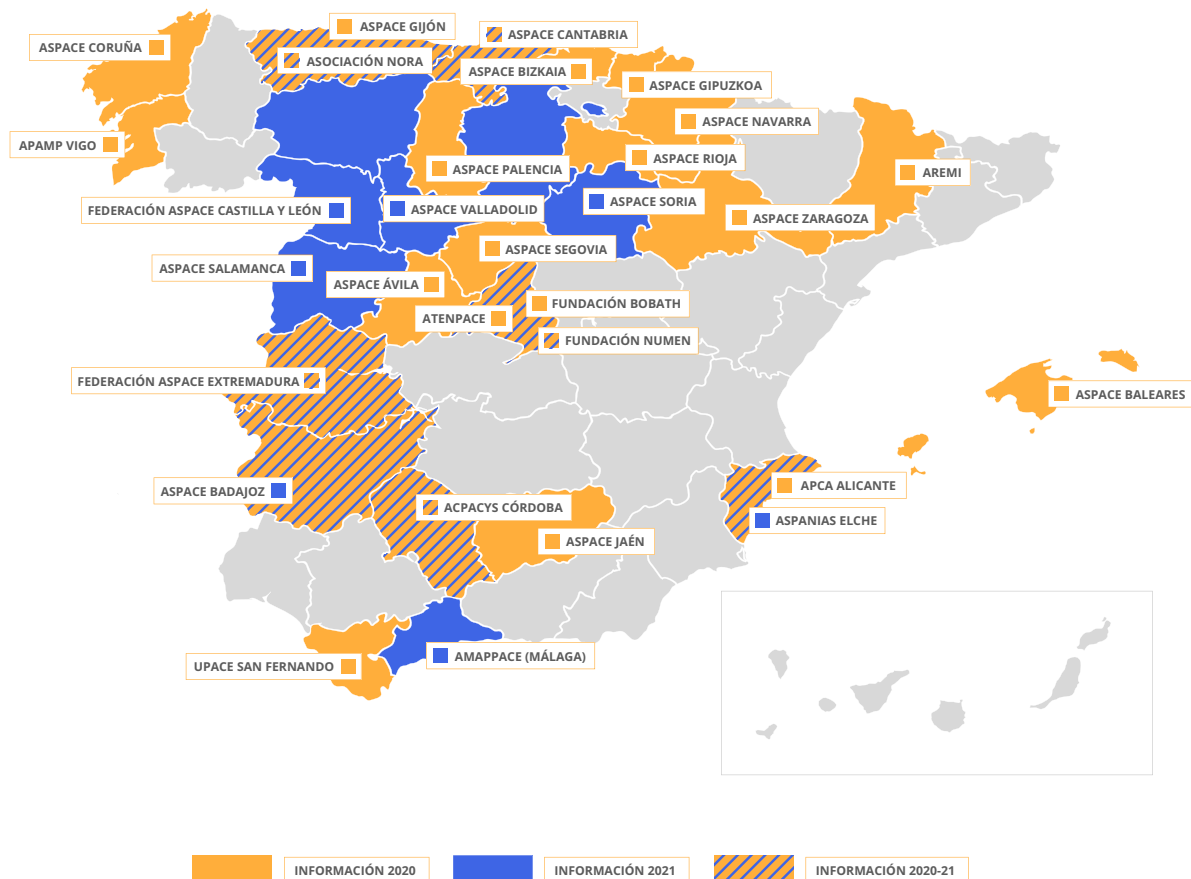 ASPACE GIJÓN
ASPACE CANTABRIA
ASPACE CORUÑA
ASOCIACIÓN NORA
ASPACE BIZKAIA
ASPACE GIPUZKOA
ASPACE NAVARRA
APAMP VIGO
ASPACE RIOJA
ASPACE PALENCIA
AREMI
ASPACE SORIA
FEDERACIÓN ASPACE CASTILLA Y LEÓN
ASPACE VALLADOLID
ASPACE ZARAGOZA
ASPACE SEGOVIA
ASPACE SALAMANCA
ASPACE ÁVILA
FUNDACIÓN BOBATH
ATENPACE
FUNDACIÓN NUMEN
FEDERACIÓN ASPACE EXTREMADURA
ASPACE BALEARES
APCA ALICANTE
ASPACE BADAJOZ
ACPACYS CÓRDOBA
ASPANIAS ELCHE
ASPACE JAÉN
AMAPPACE (MÁLAGA)
UPACE SAN FERNANDO
INFORMACIÓN 2020
INFORMACIÓN 2021
INFORMACIÓN 2020-21